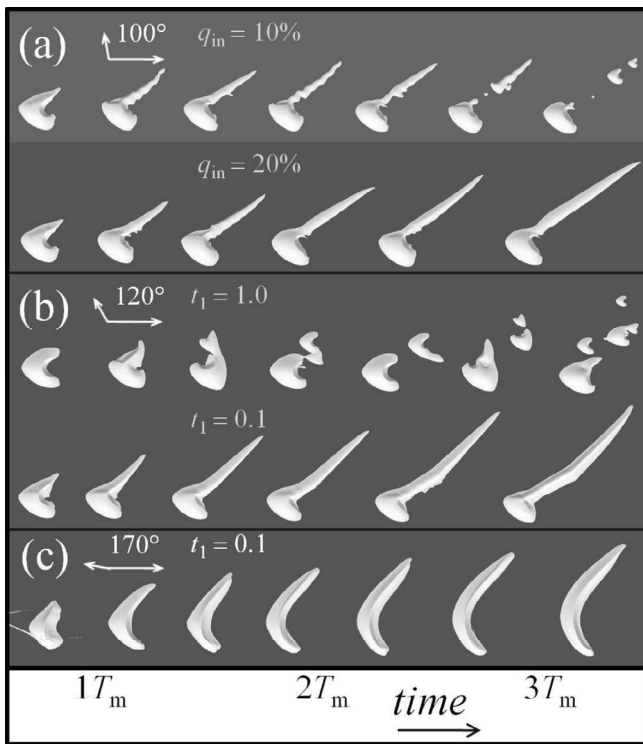 (a) 100° q_in = 10%
q_in = 20%
(b) 120° t_1 = 1.0
t_1 = 0.1
(c) 170° t_1 = 0.1
1T_m 2T_m 3T_m
time